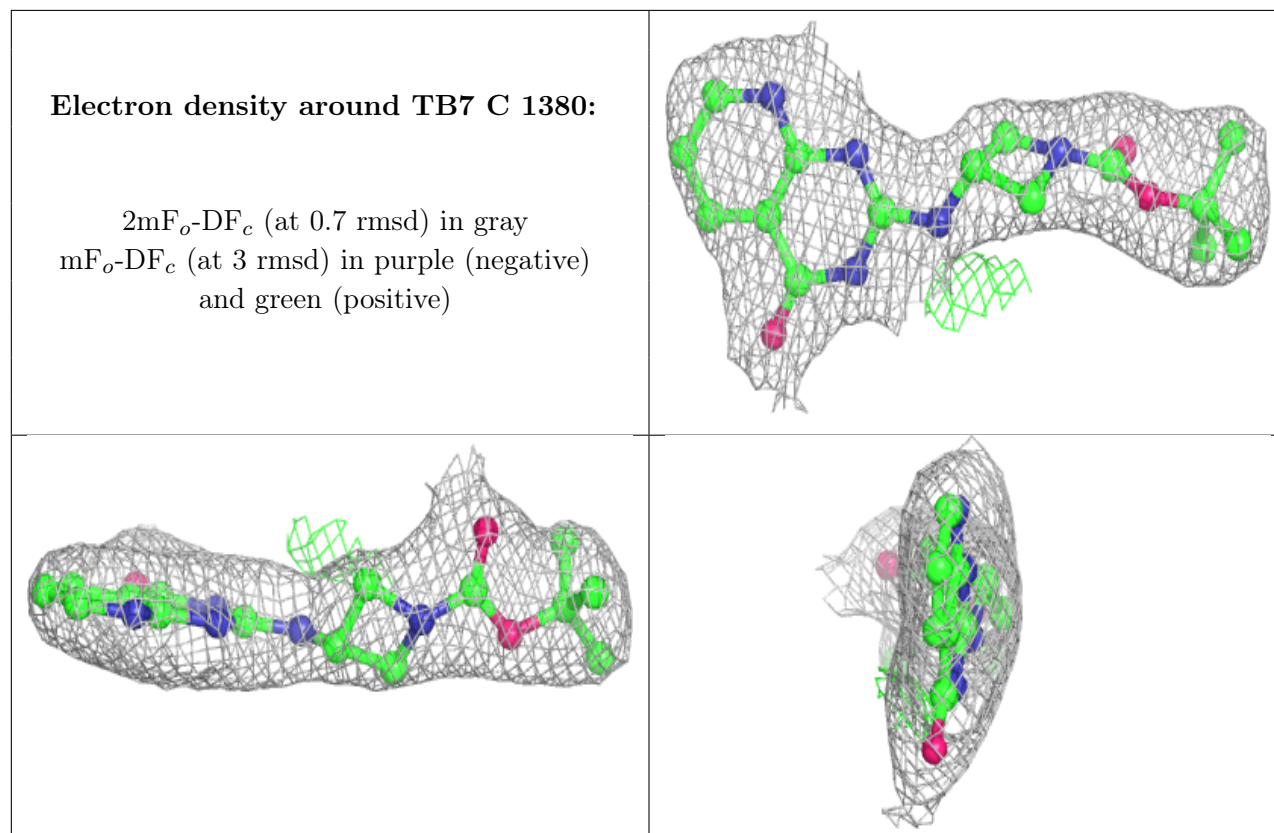 Electron density around TB7 C 1380:
2mFₒ-DF𝒸 (at 0.7 rmsd) in gray
mFₒ-DF𝒸 (at 3 rmsd) in purple (negative)
and green (positive)